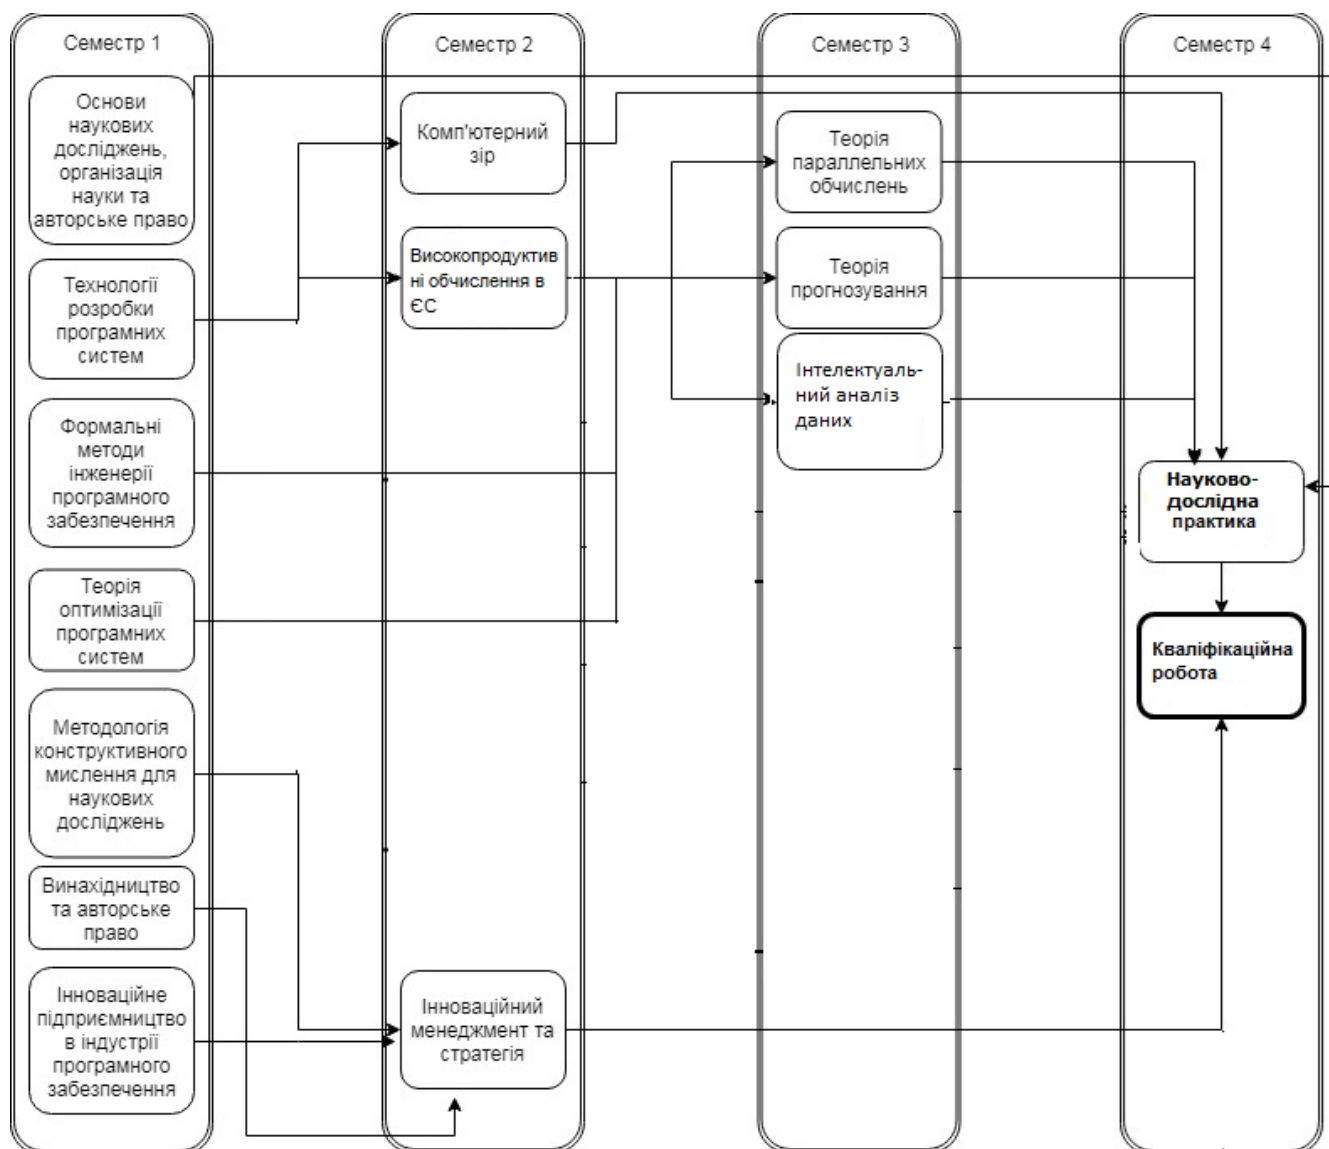 Семестр 1
Основи
наукових
досліджень,
організація
науки та
авторське право
Технології
розробки
програмних
систем
Формальні
методи
інженерії
програмного
забезпечення
Теорія
оптимізації
програмних
систем
Методологія
конструктивного
мислення для
наукових
досліджень
Винахідництво
та авторське
право
Інноваційне
підприємництво
в індустрії
програмного
забезпечення
Семестр 2
Комп'ютерний
зір
Високопродуктив
ні обчислення в
ЄС
Інноваційний
менеджмент та
стратегія
Семестр 3
Теорія
параллельних
обчислень
Теорія
прогнозування
Інтелектуаль-
ний аналіз
даних
Семестр 4
Науково-
дослідна
практика
Кваліфікаційна
робота